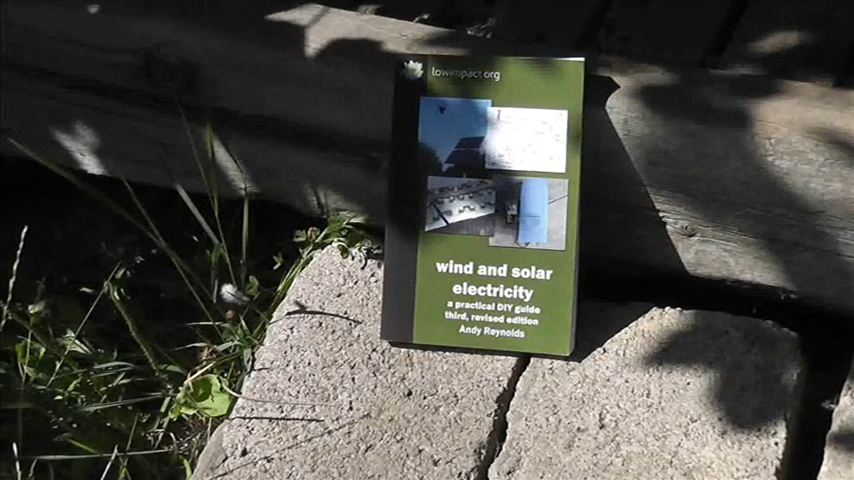 lowimpact.org
wind and solar
electricity
a practical DIY guide
third, revised edition
Andy Reynolds